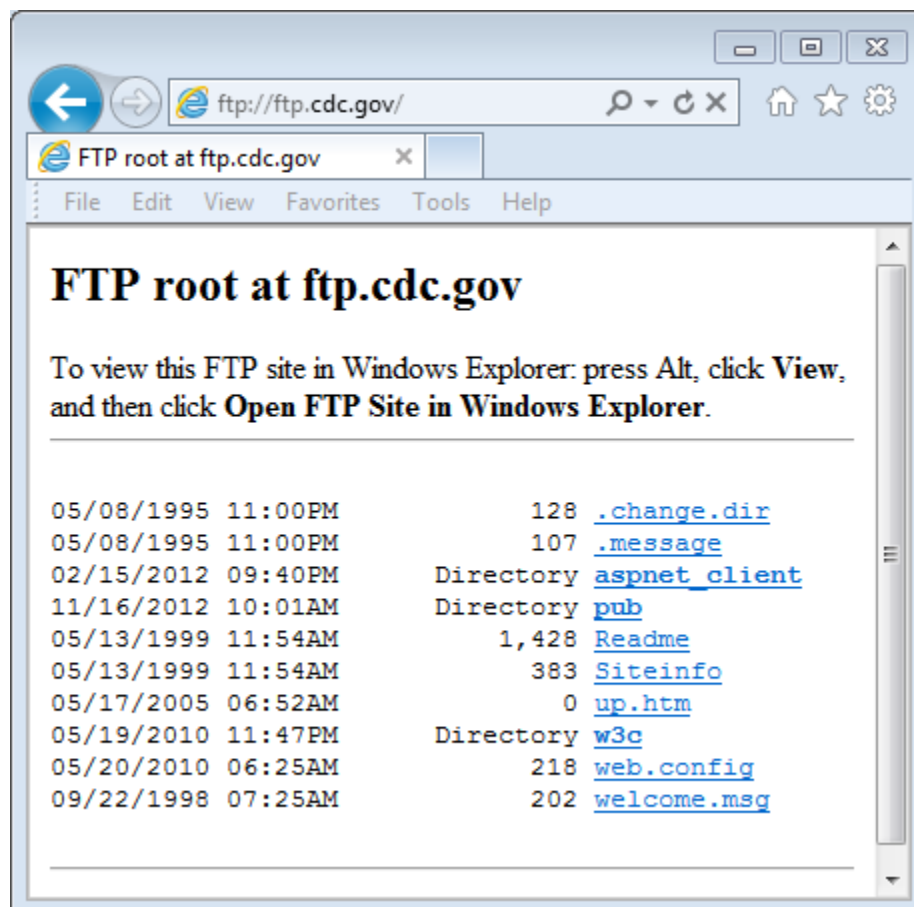 ftp://ftp.cdc.gov/
FTP root at ftp.cdc.gov
File Edit View Favorites Tools Help
FTP root at ftp.cdc.gov
To view this FTP site in Windows Explorer: press Alt, click View,
and then click Open FTP Site in Windows Explorer.
05/08/1995 11:00PM 128 .change.dir
05/08/1995 11:00PM 107 .message
02/15/2012 09:40PM Directory aspnet_client
11/16/2012 10:01AM Directory pub
05/13/1999 11:54AM 1,428 Readme
05/13/1999 11:54AM 383 Siteinfo
05/17/2005 06:52AM 0 up.htm
05/19/2010 11:47PM Directory w3c
05/20/2010 06:25AM 218 web.config
09/22/1998 07:25AM 202 welcome.msg